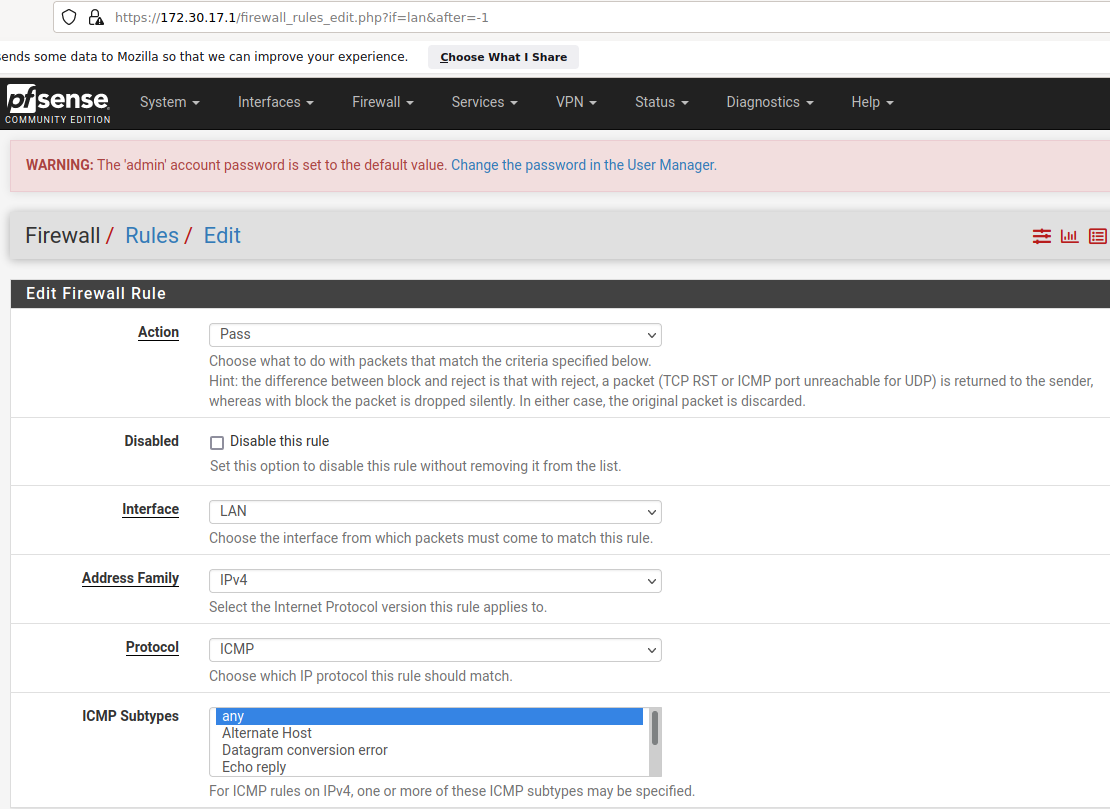 https://172.30.17.1/firewall_rules_edit.php?if=lan&after=-1
ends some data to Mozilla so that we can improve your experience. Choose What I Share
pfsense
COMMUNITY EDITION
System Interfaces Firewall Services VPN Status Diagnostics Help
WARNING: The 'admin' account password is set to the default value. Change the password in the User Manager.
Firewall / Rules / Edit
Edit Firewall Rule
Action Pass
Choose what to do with packets that match the criteria specified below.
Hint: the difference between block and reject is that with reject, a packet (TCP RST or ICMP port unreachable for UDP) is returned to the sender,
whereas with block the packet is dropped silently. In either case, the original packet is discarded.
Disabled Disable this rule
Set this option to disable this rule without removing it from the list.
Interface LAN
Choose the interface from which packets must come to match this rule.
Address Family IPv4
Select the Internet Protocol version this rule applies to.
Protocol ICMP
Choose which IP protocol this rule should match.
ICMP Subtypes any
Alternate Host
Datagram conversion error
Echo reply
For ICMP rules on IPv4, one or more of these ICMP subtypes may be specified.